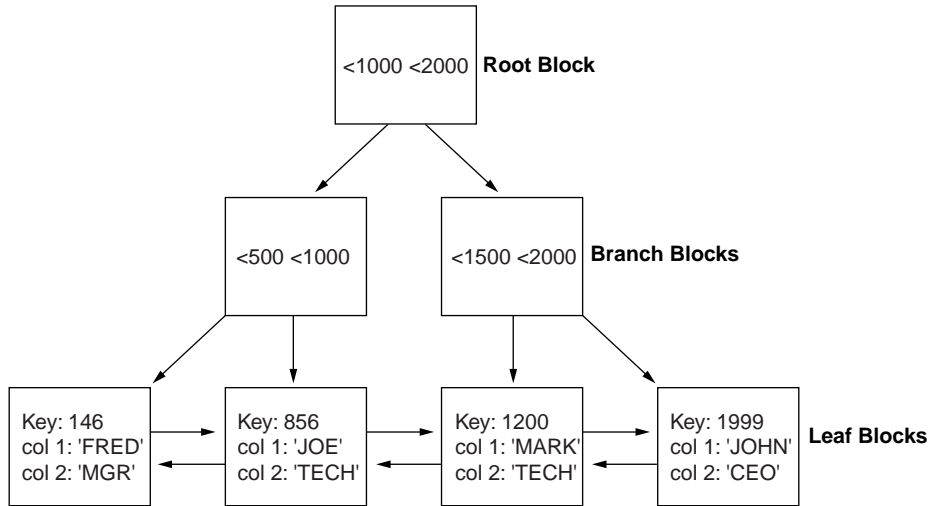 <1000 <2000
Root Block
<500 <1000
<1500 <2000
Branch Blocks
Key: 146
col 1: 'FRED'
col 2: 'MGR'
Key: 856
col 1: 'JOE'
col 2: 'TECH'
Key: 1200
col 1: 'MARK'
col 2: 'TECH'
Key: 1999
col 1: 'JOHN'
col 2: 'CEO'
Leaf Blocks